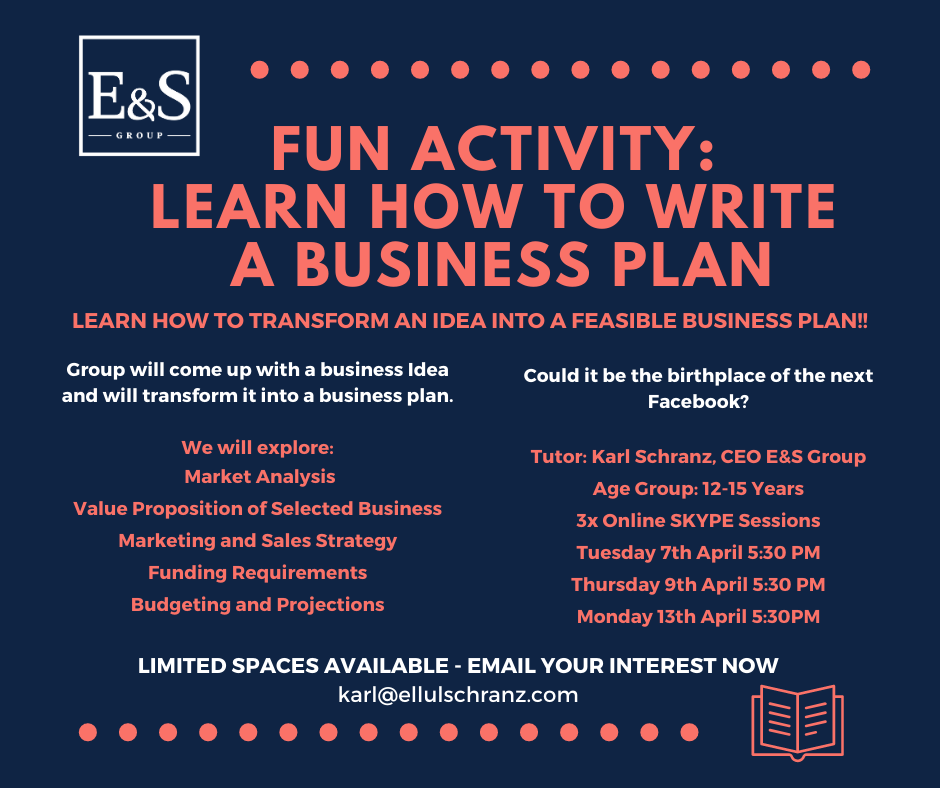 E&S
GROUP
FUN ACTIVITY:
LEARN HOW TO WRITE
A BUSINESS PLAN
LEARN HOW TO TRANSFORM AN IDEA INTO A FEASIBLE BUSINESS PLAN!!
Group will come up with a business Idea
and will transform it into a business plan.
We will explore:
Market Analysis
Value Proposition of Selected Business
Marketing and Sales Strategy
Funding Requirements
Budgeting and Projections
Could it be the birthplace of the next
Facebook?
Tutor: Karl Schranz, CEO E&S Group
Age Group: 12-15 Years
3x Online SKYPE Sessions
Tuesday 7th April 5:30 PM
Thursday 9th April 5:30 PM
Monday 13th April 5:30PM
LIMITED SPACES AVAILABLE - EMAIL YOUR INTEREST NOW
karl@ellulschranz.com